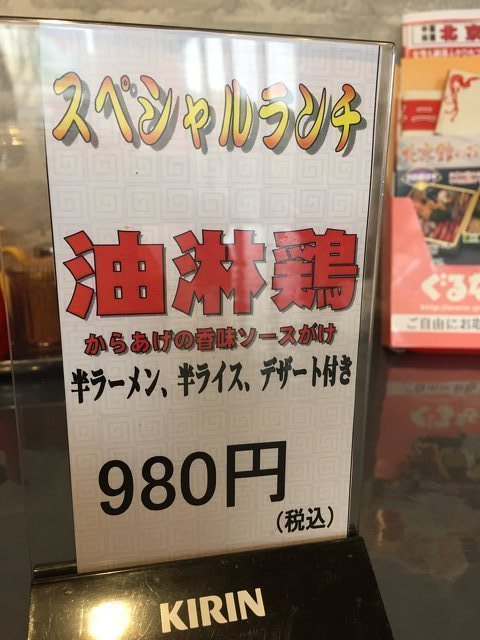 スペシャルランチ
油淋鶏
からあげの香味ソースがけ
半ラーメン、半ライス、デザート付き
980円
(税込)
KIRIN
北京
ぐるな
ご自由にお